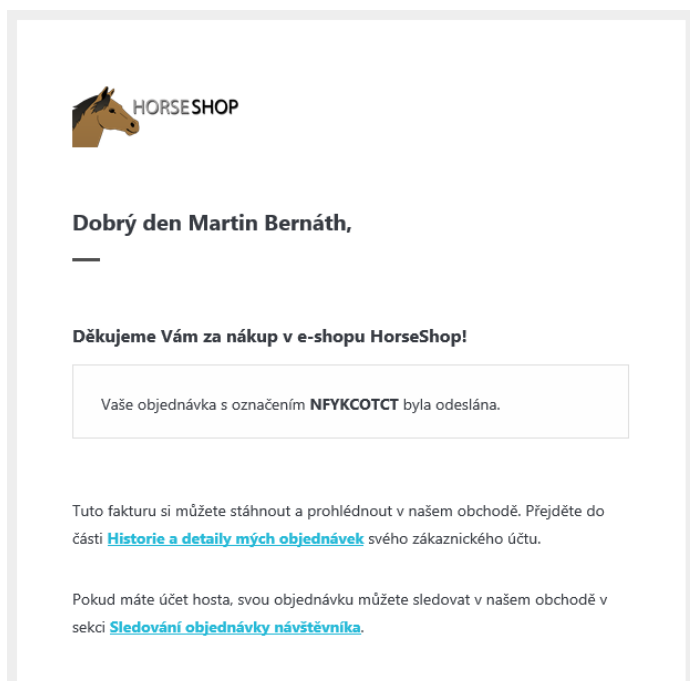 HORSESHOP
Dobrý den Martin Bernáth,
Děkujeme Vám za nákup v e-shopu HorseShop!
Vaše objednávka s označením NFYKCOTCT byla odeslána.
Tuto fakturu si můžete stáhnout a prohlédnout v našem obchodě. Přejděte do
části Historie a detaily mých objednávek svého zákaznického účtu.
Pokud máte účet hosta, svou objednávku můžete sledovat v našem obchodě v
sekci Sledování objednávky návštěvníka.